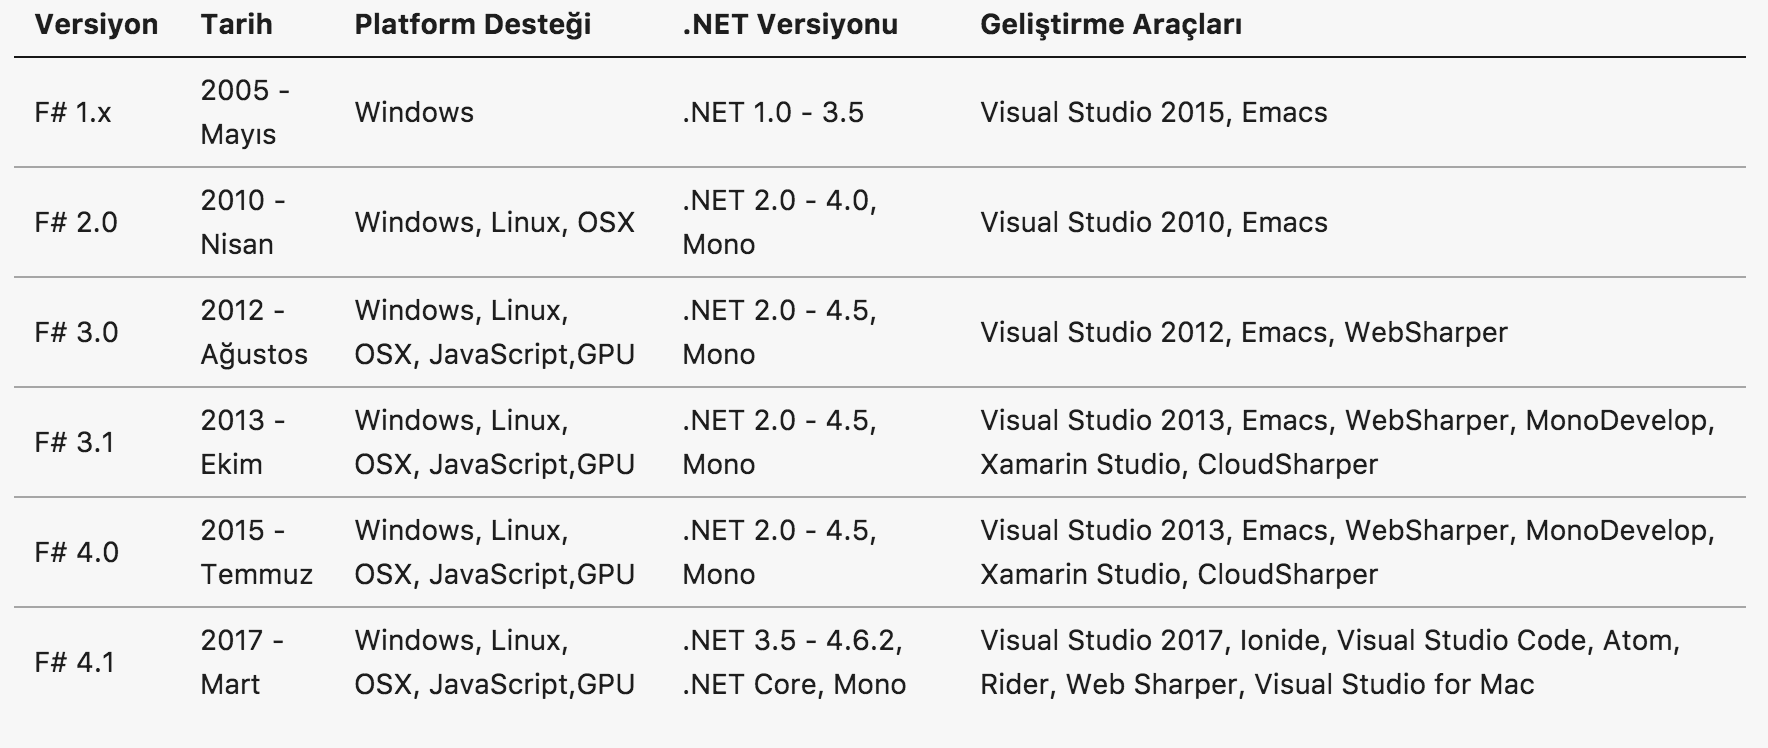 Versiyon Tarih Platform Desteği .NET Versiyonu Geliştirme Araçları
F# 1.x 2005 - Mayıs Windows .NET 1.0 - 3.5 Visual Studio 2015, Emacs
F# 2.0 2010 - Nisan Windows, Linux, OSX .NET 2.0 - 4.0, Mono Visual Studio 2010, Emacs
F# 3.0 2012 - Ağustos Windows, Linux, OSX, JavaScript,GPU .NET 2.0 - 4.5, Mono Visual Studio 2012, Emacs, WebSharper
F# 3.1 2013 - Ekim Windows, Linux, OSX, JavaScript,GPU .NET 2.0 - 4.5, Mono Visual Studio 2013, Emacs, WebSharper, MonoDevelop, Xamarin Studio, CloudSharper
F# 4.0 2015 - Temmuz Windows, Linux, OSX, JavaScript,GPU .NET 2.0 - 4.5, Mono Visual Studio 2013, Emacs, WebSharper, MonoDevelop, Xamarin Studio, CloudSharper
F# 4.1 2017 - Mart Windows, Linux, OSX, JavaScript,GPU .NET 3.5 - 4.6.2, .NET Core, Mono Visual Studio 2017, Ionide, Visual Studio Code, Atom, Rider, Web Sharper, Visual Studio for Mac